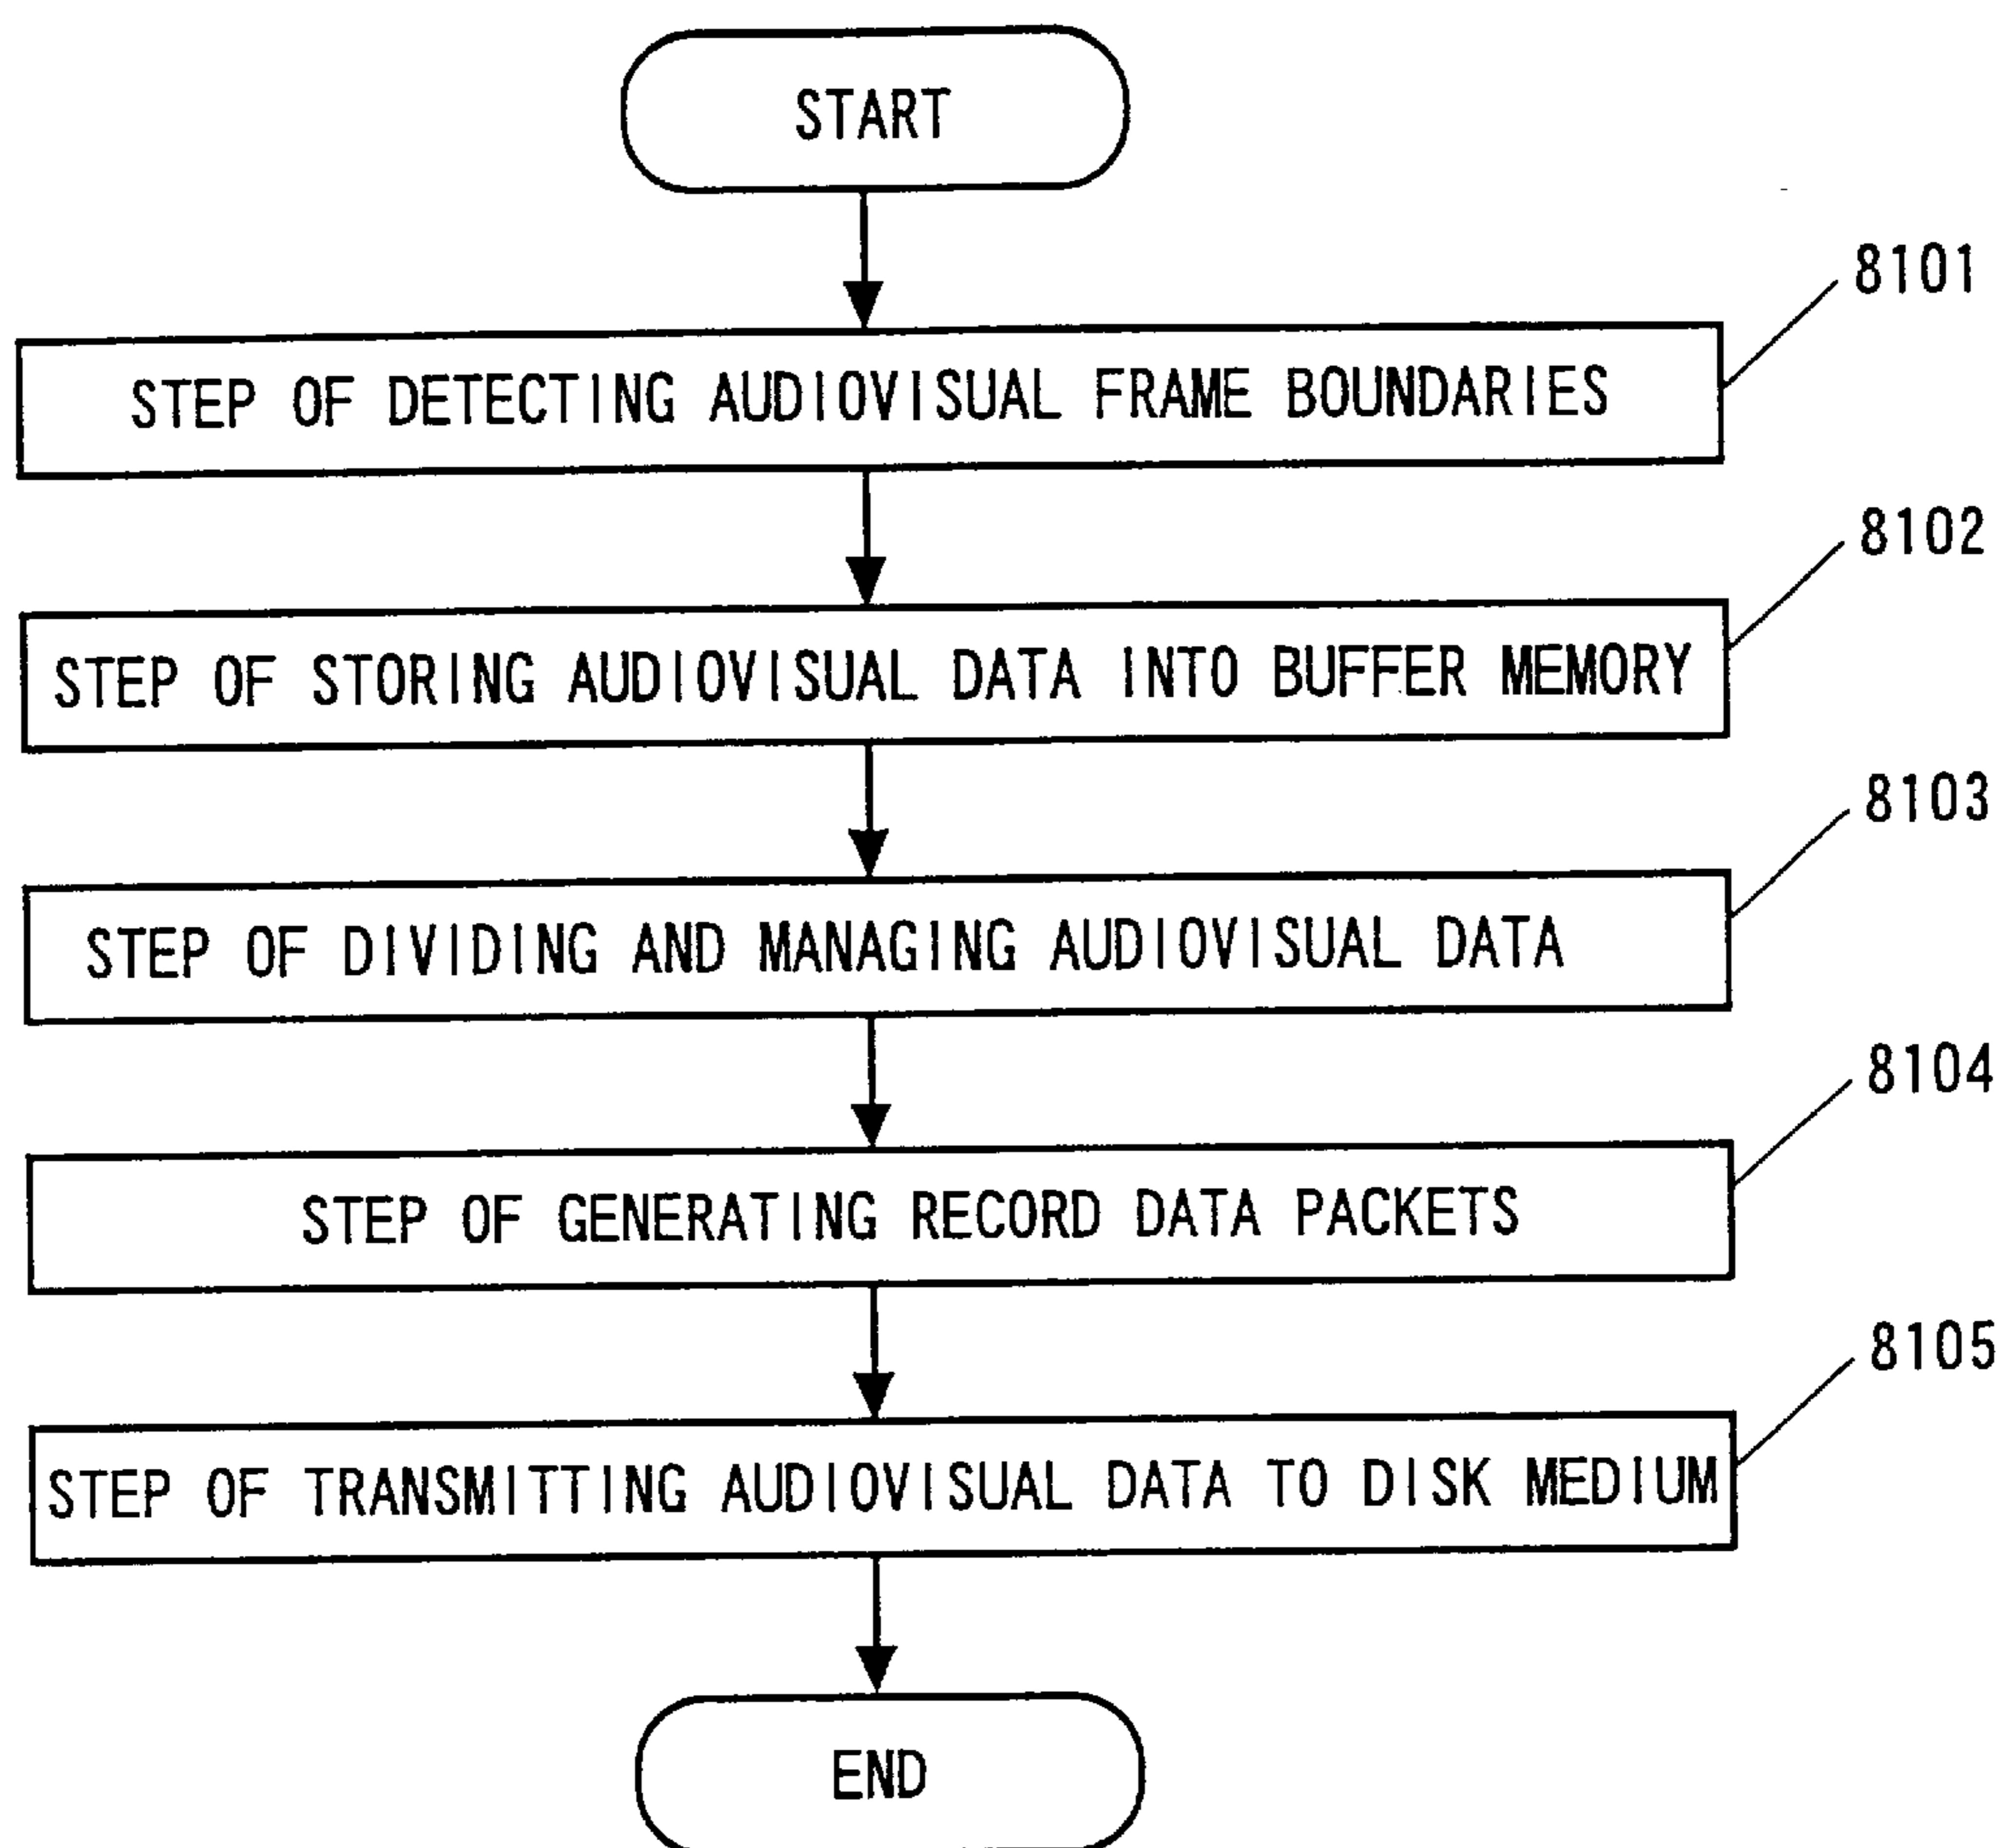 START
8101
STEP OF DETECTING AUDIOVISUAL FRAME BOUNDARIES
8102
STEP OF STORING AUDIOVISUAL DATA INTO BUFFER MEMORY
8103
STEP OF DIVIDING AND MANAGING AUDIOVISUAL DATA
8104
STEP OF GENERATING RECORD DATA PACKETS
8105
STEP OF TRANSMITTING AUDIOVISUAL DATA TO DISK MEDIUM
END